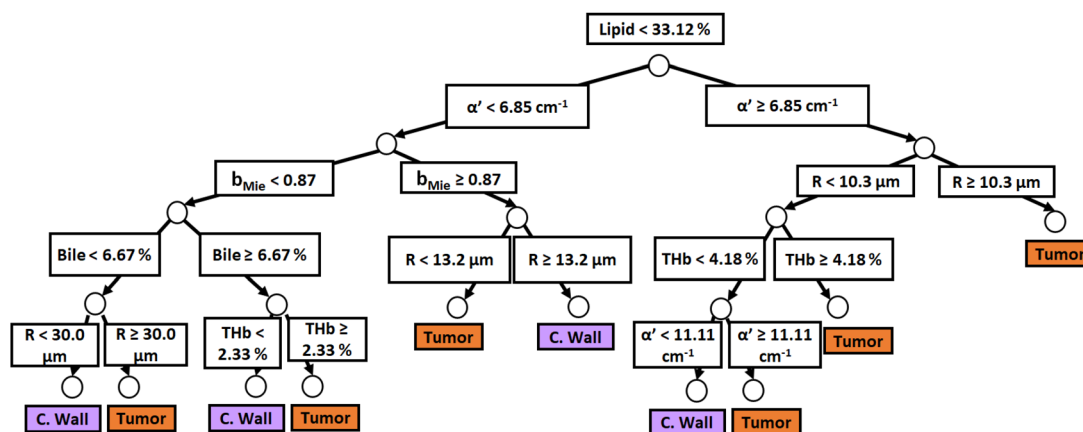 Lipid < 33.12 %
α’ < 6.85 cm⁻¹
α’ ≥ 6.85 cm⁻¹
bMie < 0.87
bMie ≥ 0.87
R < 10.3 µm
R ≥ 10.3 µm
Bile < 6.67 %
Bile ≥ 6.67 %
R < 13.2 µm
R ≥ 13.2 µm
THb < 4.18 %
THb ≥ 4.18 %
Tumor
R < 30.0
µm
R ≥ 30.0
µm
THb <
2.33 %
THb ≥
2.33 %
Tumor
C. Wall
α’ < 11.11
cm⁻¹
α’ ≥ 11.11
cm⁻¹
Tumor
C. Wall
Tumor
C. Wall
Tumor
C. Wall
Tumor